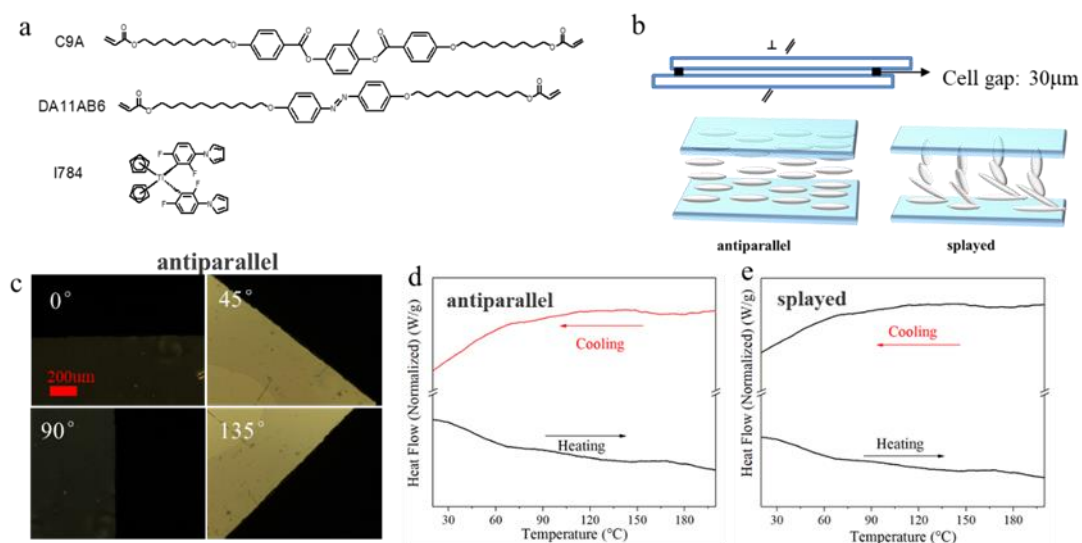 a
C9A
DA11AB6
I784
b
⊥ ∥
∥
Cell gap: 30μm
antiparallel
splayed
antiparallel
c
0°
45°
200um
90°
135°
d
antiparallel
Cooling
Heating
Heat Flow (Normalized) (W/g)
30 60 90 120 150 180
Temperature (℃)
e
splayed
Cooling
Heating
Heat Flow (Normalized) (W/g)
30 60 90 120 150 180
Temperature (℃)